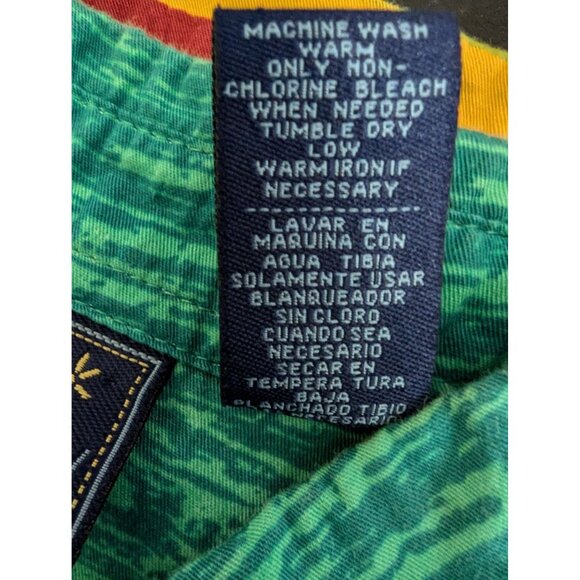 MACHINE WASH
WARM
ONLY NON-
CHLORINE BLEACH
WHEN NEEDED
TUMBLE DRY
LOW
WARM IRON IF
NECESSARY
LAVAR EN
MAQUINA CON
AGUA TIBIA
SOLAMENTE USAR
BLANQUEADOR
SIN CLORO
CUANDO SEA
NECESARIO
SECAR EN
TEMPERA TURA
BAJA
PLANCHADO TIBIO